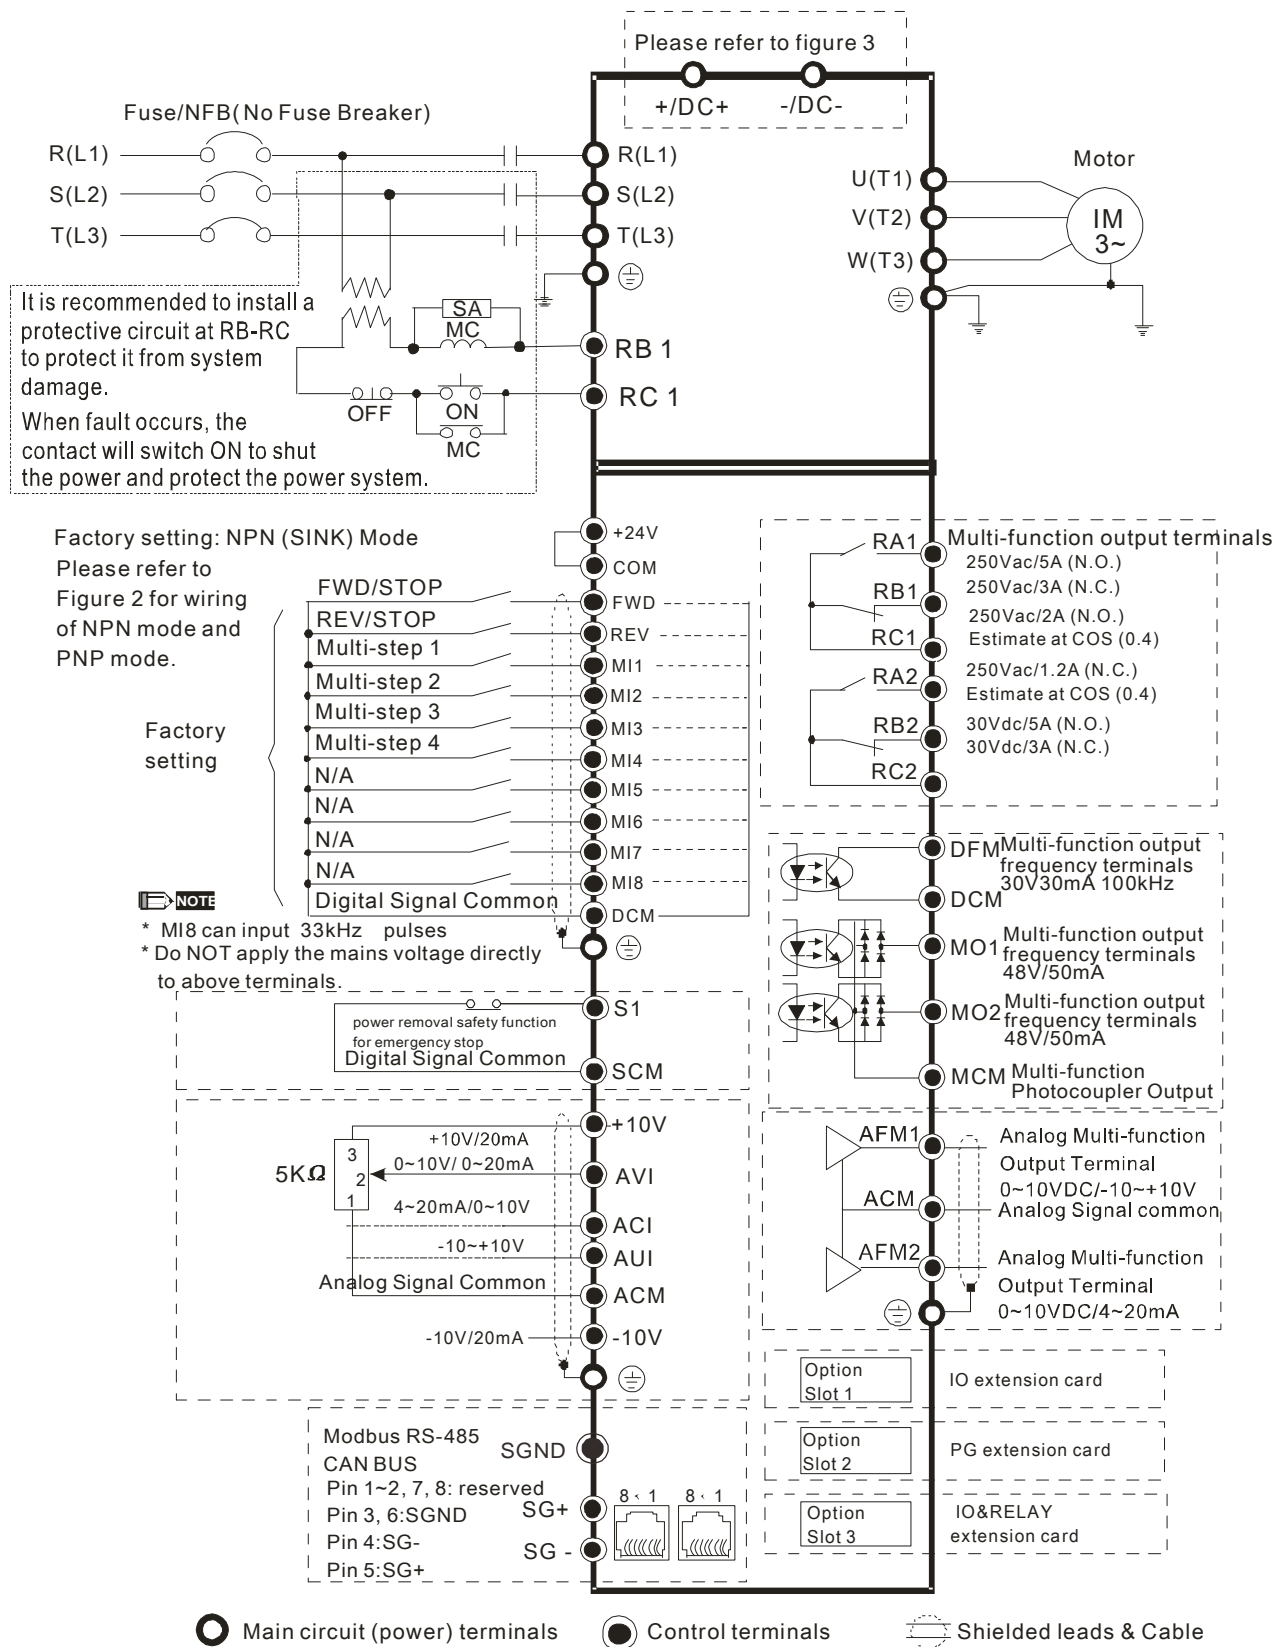 Please refer to figure 3
+/DC+
-/DC-
Fuse/NFB(No Fuse Breaker)
R(L1)
R(L1)
S(L2)
S(L2)
T(L3)
T(L3)
Motor
U(T1)
V(T2)
W(T3)
IM
3~
It is recommended to install a
protective circuit at RB-RC
to protect it from system
damage.
When fault occurs, the
contact will switch ON to shut
the power and protect the power system.
SA
MC
RB 1
OFF
ON
MC
RC 1
Factory setting: NPN (SINK) Mode
Please refer to
Figure 2 for wiring
of NPN mode and
PNP mode.
Factory
setting
+24V
COM
FWD/STOP
FWD
REV/STOP
REV
Multi-step 1
MI1
Multi-step 2
MI2
Multi-step 3
MI3
Multi-step 4
MI4
N/A
MI5
N/A
MI6
N/A
MI7
N/A
MI8
Digital Signal Common
DCM
NOTE
* MI8 can input 33kHz pulses
* Do NOT apply the mains voltage directly
to above terminals.
S1
power removal safety function
for emergency stop
Digital Signal Common
SCM
+10V
+10V/20mA
5KΩ
3
2
1
0~10V/ 0~20mA
AVI
4~20mA/0~10V
ACI
-10~+10V
AUI
Analog Signal Common
ACM
-10V/20mA
-10V
Modbus RS-485
CAN BUS
Pin 1~2, 7, 8: reserved
Pin 3, 6:SGND
Pin 4:SG-
Pin 5:SG+
SGND
SG+
SG -
8 ‹ 1
8 ‹ 1
RA1
RB1
RC1
RA2
RB2
RC2
Multi-function output terminals
250Vac/5A (N.O.)
250Vac/3A (N.C.)
250Vac/2A (N.O.)
Estimate at COS (0.4)
250Vac/1.2A (N.C.)
Estimate at COS (0.4)
30Vdc/5A (N.O.)
30Vdc/3A (N.C.)
DFM
Multi-function output
frequency terminals
30V30mA 100kHz
DCM
MO1
Multi-function output
frequency terminals
48V/50mA
MO2
Multi-function output
frequency terminals
48V/50mA
MCM
Multi-function
Photocoupler Output
AFM1
Analog Multi-function
Output Terminal
0~10VDC/-10~+10V
ACM
Analog Signal common
AFM2
Analog Multi-function
Output Terminal
0~10VDC/4~20mA
Option
Slot 1
IO extension card
Option
Slot 2
PG extension card
Option
Slot 3
IO&RELAY
extension card
Main circuit (power) terminals
Control terminals
Shielded leads & Cable